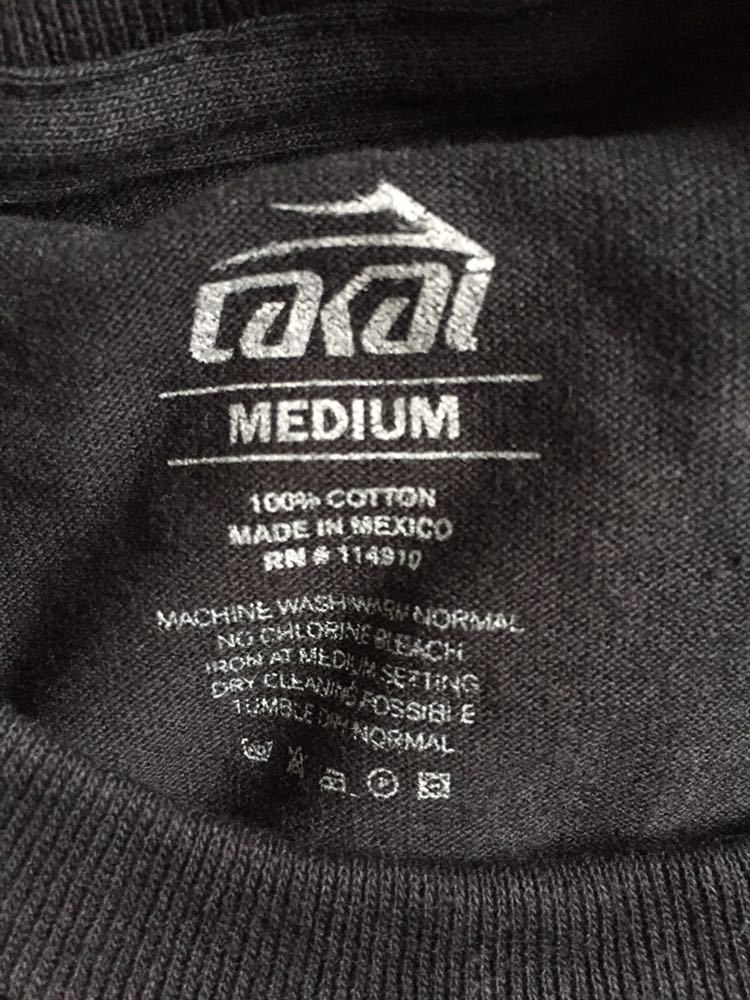 Lakai
MEDIUM
100% COTTON
MADE IN MEXICO
RN # 114910
MACHINE WASH WARM NORMAL
NO CHLORINE BLEACH
IRON AT MEDIUM SETTING
DRY CLEANING POSSIBLE
TUMBLE DRY NORMAL